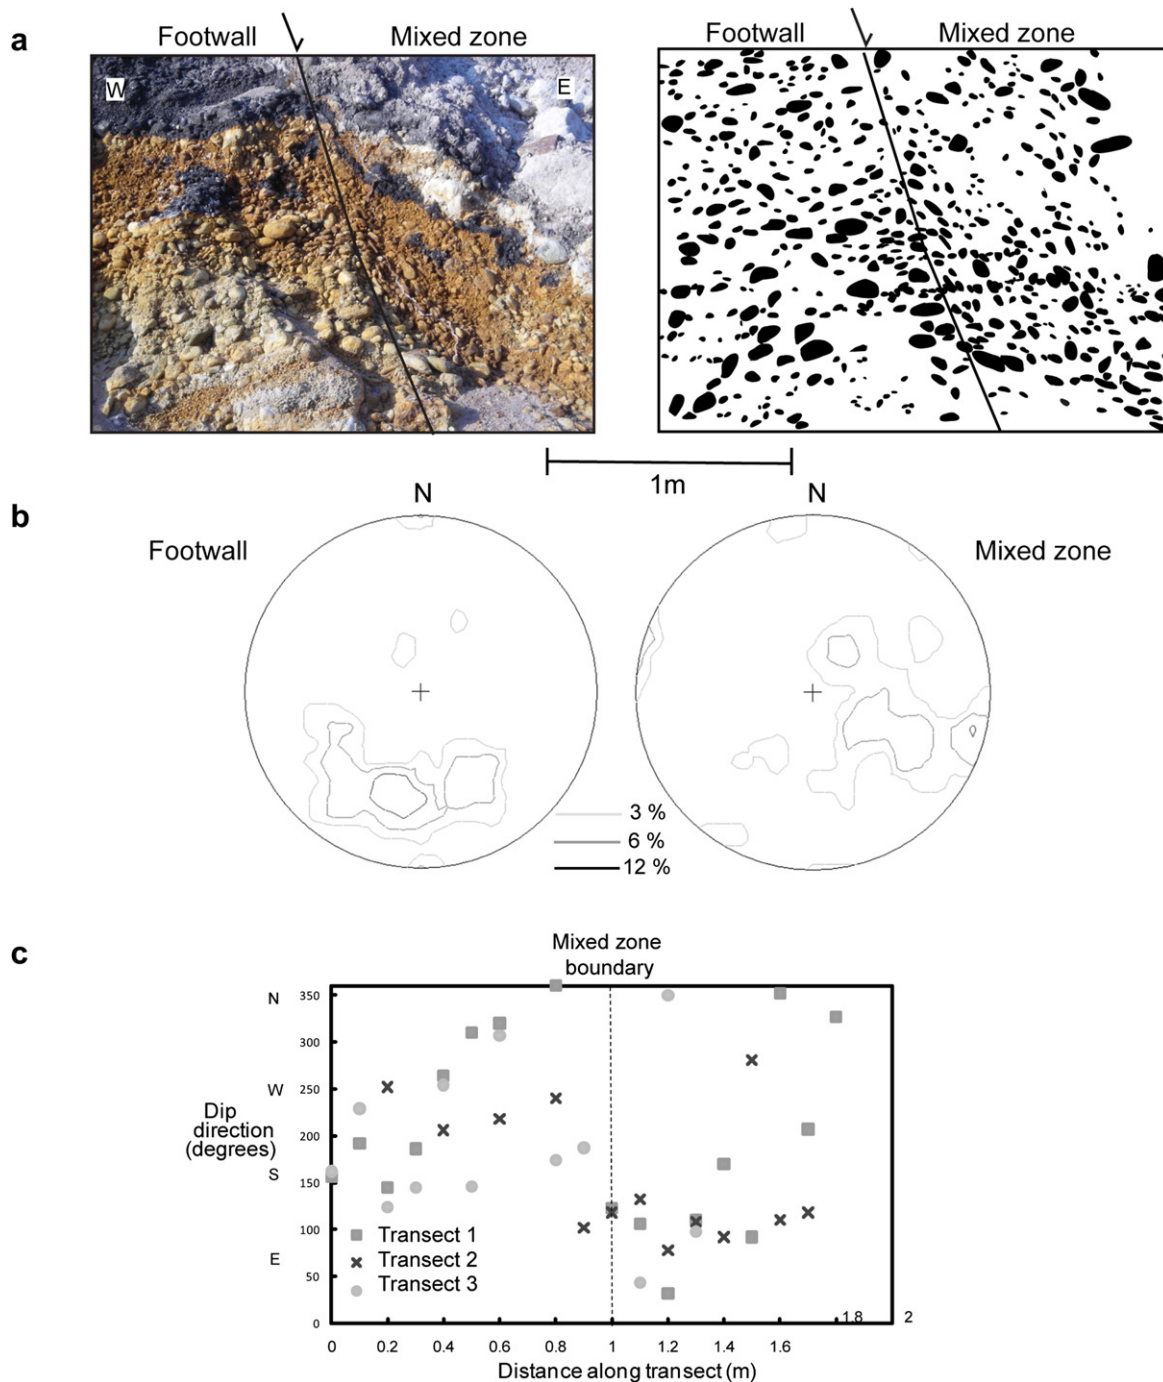 a
Footwall
Mixed zone
Footwall
Mixed zone
W
E
1m
b
N
N
Footwall
Mixed zone
3 %
6 %
12 %
c
Mixed zone
boundary
N
W
S
E
Dip
direction
(degrees)
350
300
250
200
150
100
50
0
Transect 1
Transect 2
Transect 3
0
0.2
0.4
0.6
0.8
1
1.2
1.4
1.6
1.8
2
Distance along transect (m)